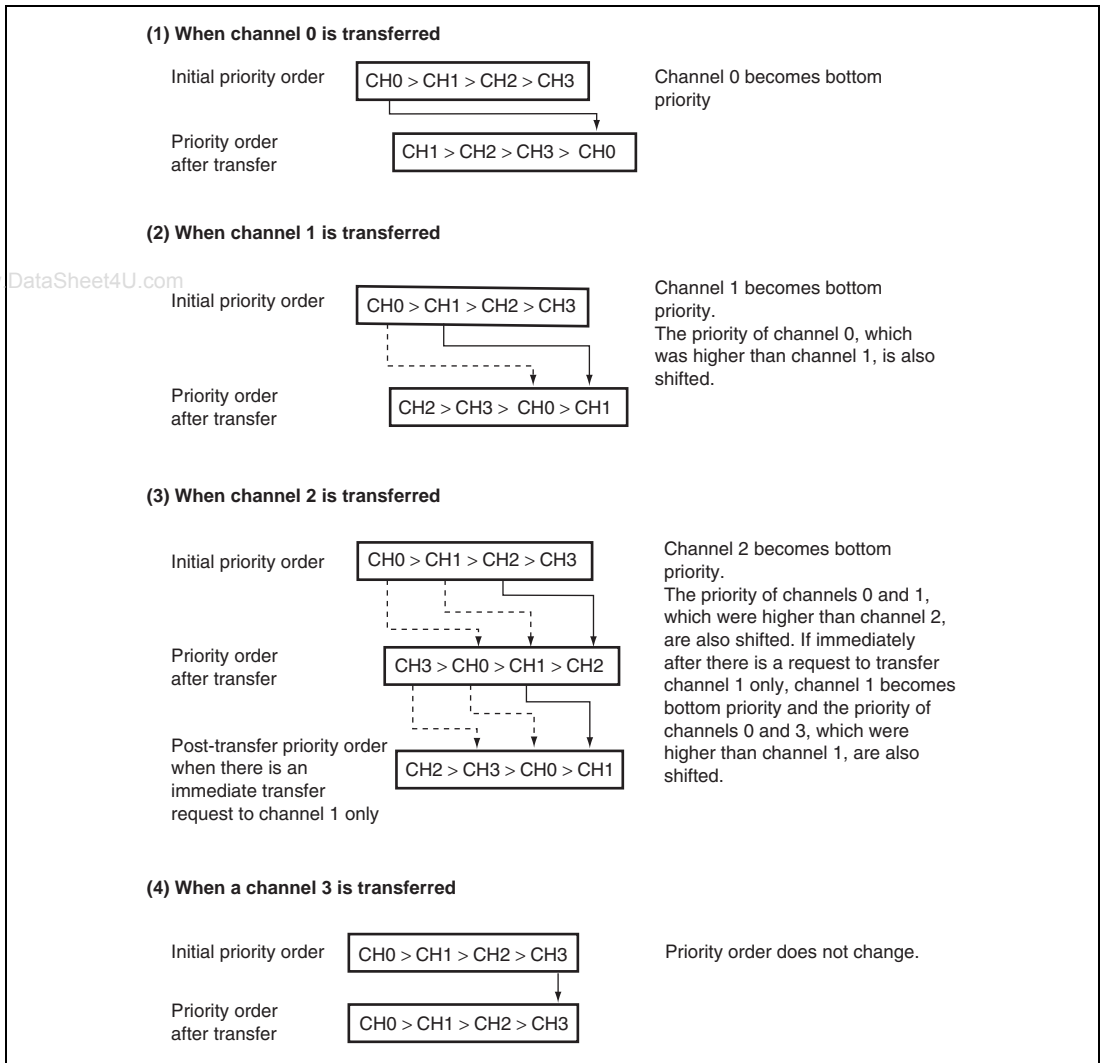 (1) When channel 0 is transferred
Initial priority order
CH0 > CH1 > CH2 > CH3
Channel 0 becomes bottom
priority
Priority order
after transfer
CH1 > CH2 > CH3 > CH0
(2) When channel 1 is transferred
DataSheet4U.com
Initial priority order
CH0 > CH1 > CH2 > CH3
Channel 1 becomes bottom
priority.
The priority of channel 0, which
was higher than channel 1, is also
shifted.
Priority order
after transfer
CH2 > CH3 > CH0 > CH1
(3) When channel 2 is transferred
Initial priority order
CH0 > CH1 > CH2 > CH3
Channel 2 becomes bottom
priority.
The priority of channels 0 and 1,
which were higher than channel 2,
are also shifted. If immediately
after there is a request to transfer
channel 1 only, channel 1 becomes
bottom priority and the priority of
channels 0 and 3, which were
higher than channel 1, are also
shifted.
Priority order
after transfer
CH3 > CH0 > CH1 > CH2
Post-transfer priority order
when there is an
immediate transfer
request to channel 1 only
CH2 > CH3 > CH0 > CH1
(4) When a channel 3 is transferred
Initial priority order
CH0 > CH1 > CH2 > CH3
Priority order does not change.
Priority order
after transfer
CH0 > CH1 > CH2 > CH3